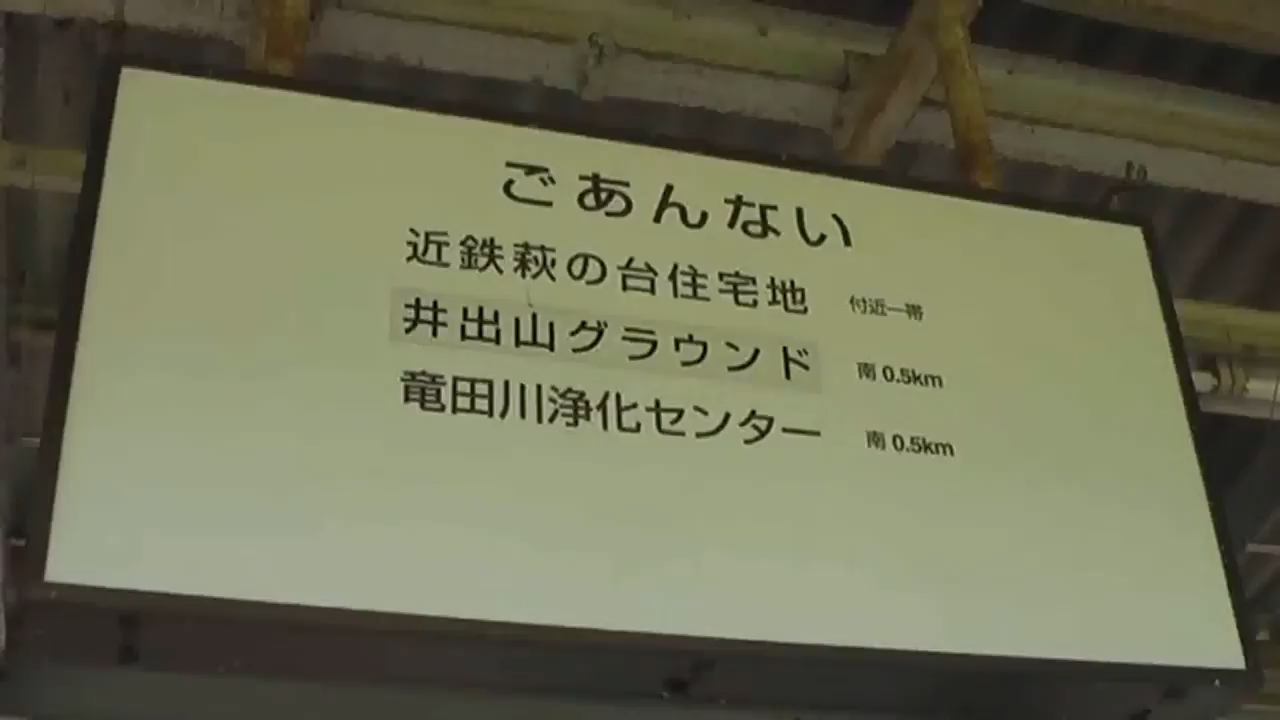 ごあんない
近鉄萩の台住宅地 付近一帯
井出山グラウンド 南 0.5km
竜田川浄化センター 南 0.5km